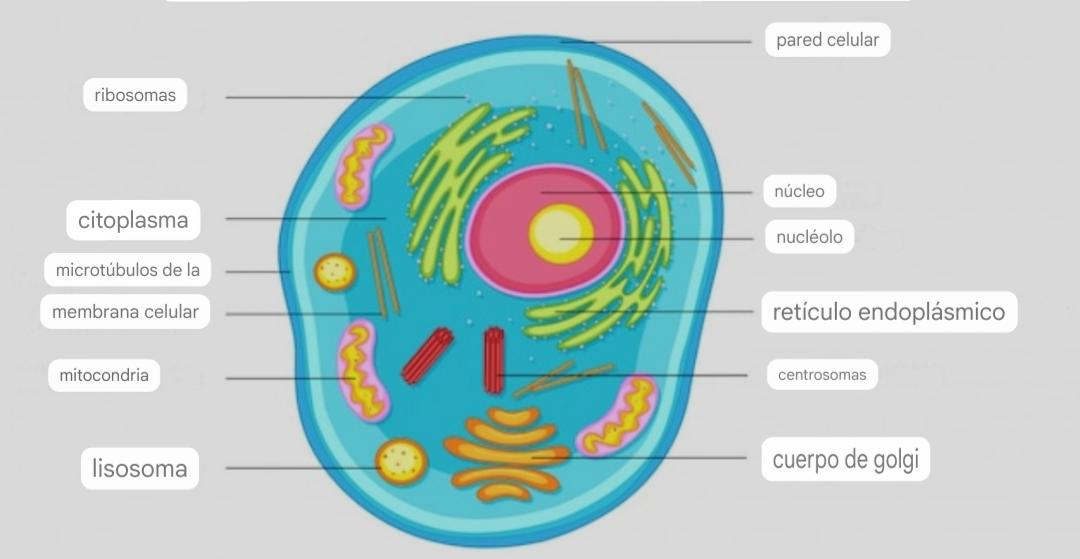 pared celular
ribosomas
núcleo
citoplasma
nucléolo
microtúbulos de la
membrana celular
retículo endoplásmico
mitocondria
centrosomas
lisosoma
cuerpo de golgi